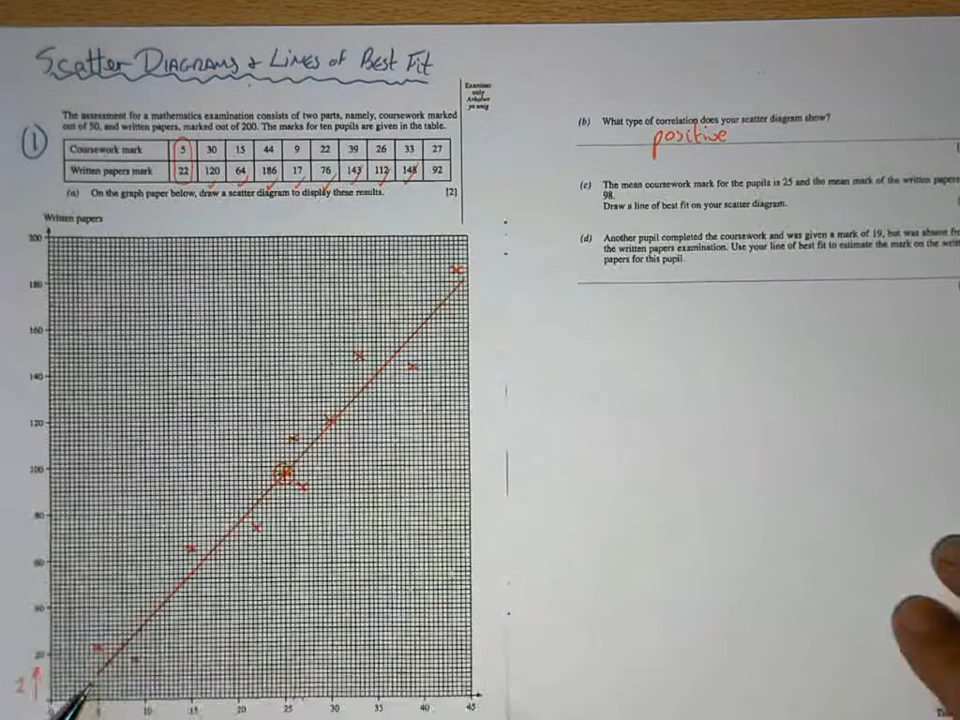 Scatter Diagrams & Lines of Best Fit
Examiner
only
1
The assessment for a mathematics examination consists of two parts, namely, coursework marked
out of 50, and written papers, marked out of 200. The marks for ten pupils are given in the table.
Coursework mark 5 30 15 44 9 22 39 26 33 27
Written papers mark 22 120 64 186 17 76 143 112 148 92
(a) On the graph paper below, draw a scatter diagram to display these results. [2]
Written papers
180
160
140
120
100
80
60
40
20
5 10 15 20 25 30 35 40 45
(b) What type of correlation does your scatter diagram show?
positive
(c) The mean coursework mark for the pupils is 25 and the mean mark of the written papers
98.
Draw a line of best fit on your scatter diagram.
(d) Another pupil completed the coursework and was given a mark of 19, but was absent
the written papers examination. Use your line of best fit to estimate the mark on the
papers for this pupil.